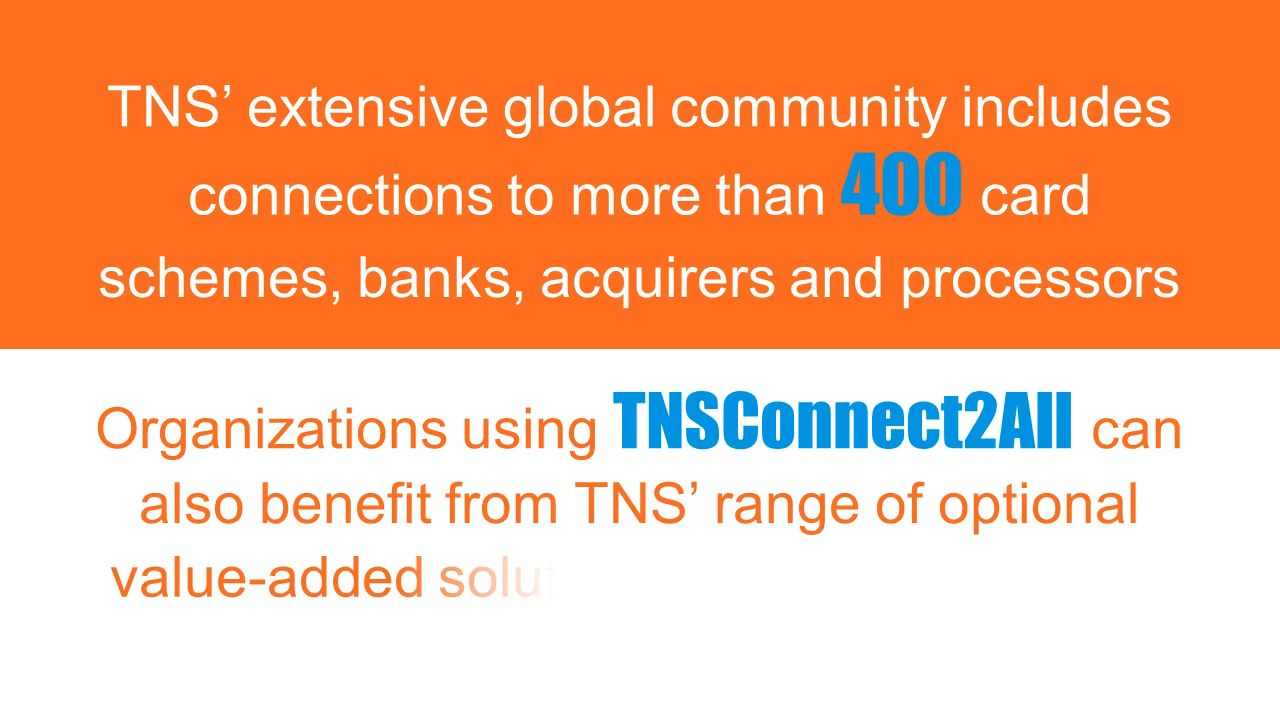 TNS’ extensive global community includes
connections to more than 400 card
schemes, banks, acquirers and processors
Organizations using TNSConnect2All can
also benefit from TNS’ range of optional
value-added